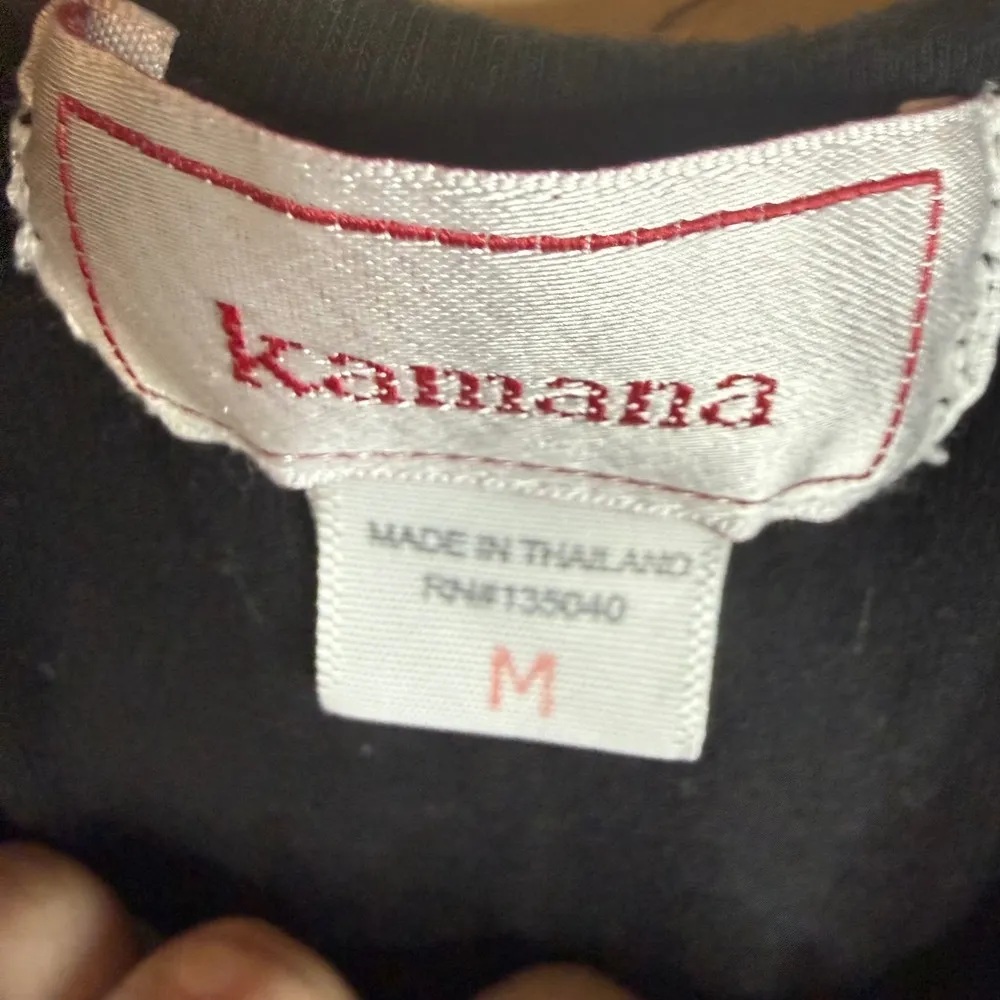 kamana
MADE IN THAILAND
RN#135040
M